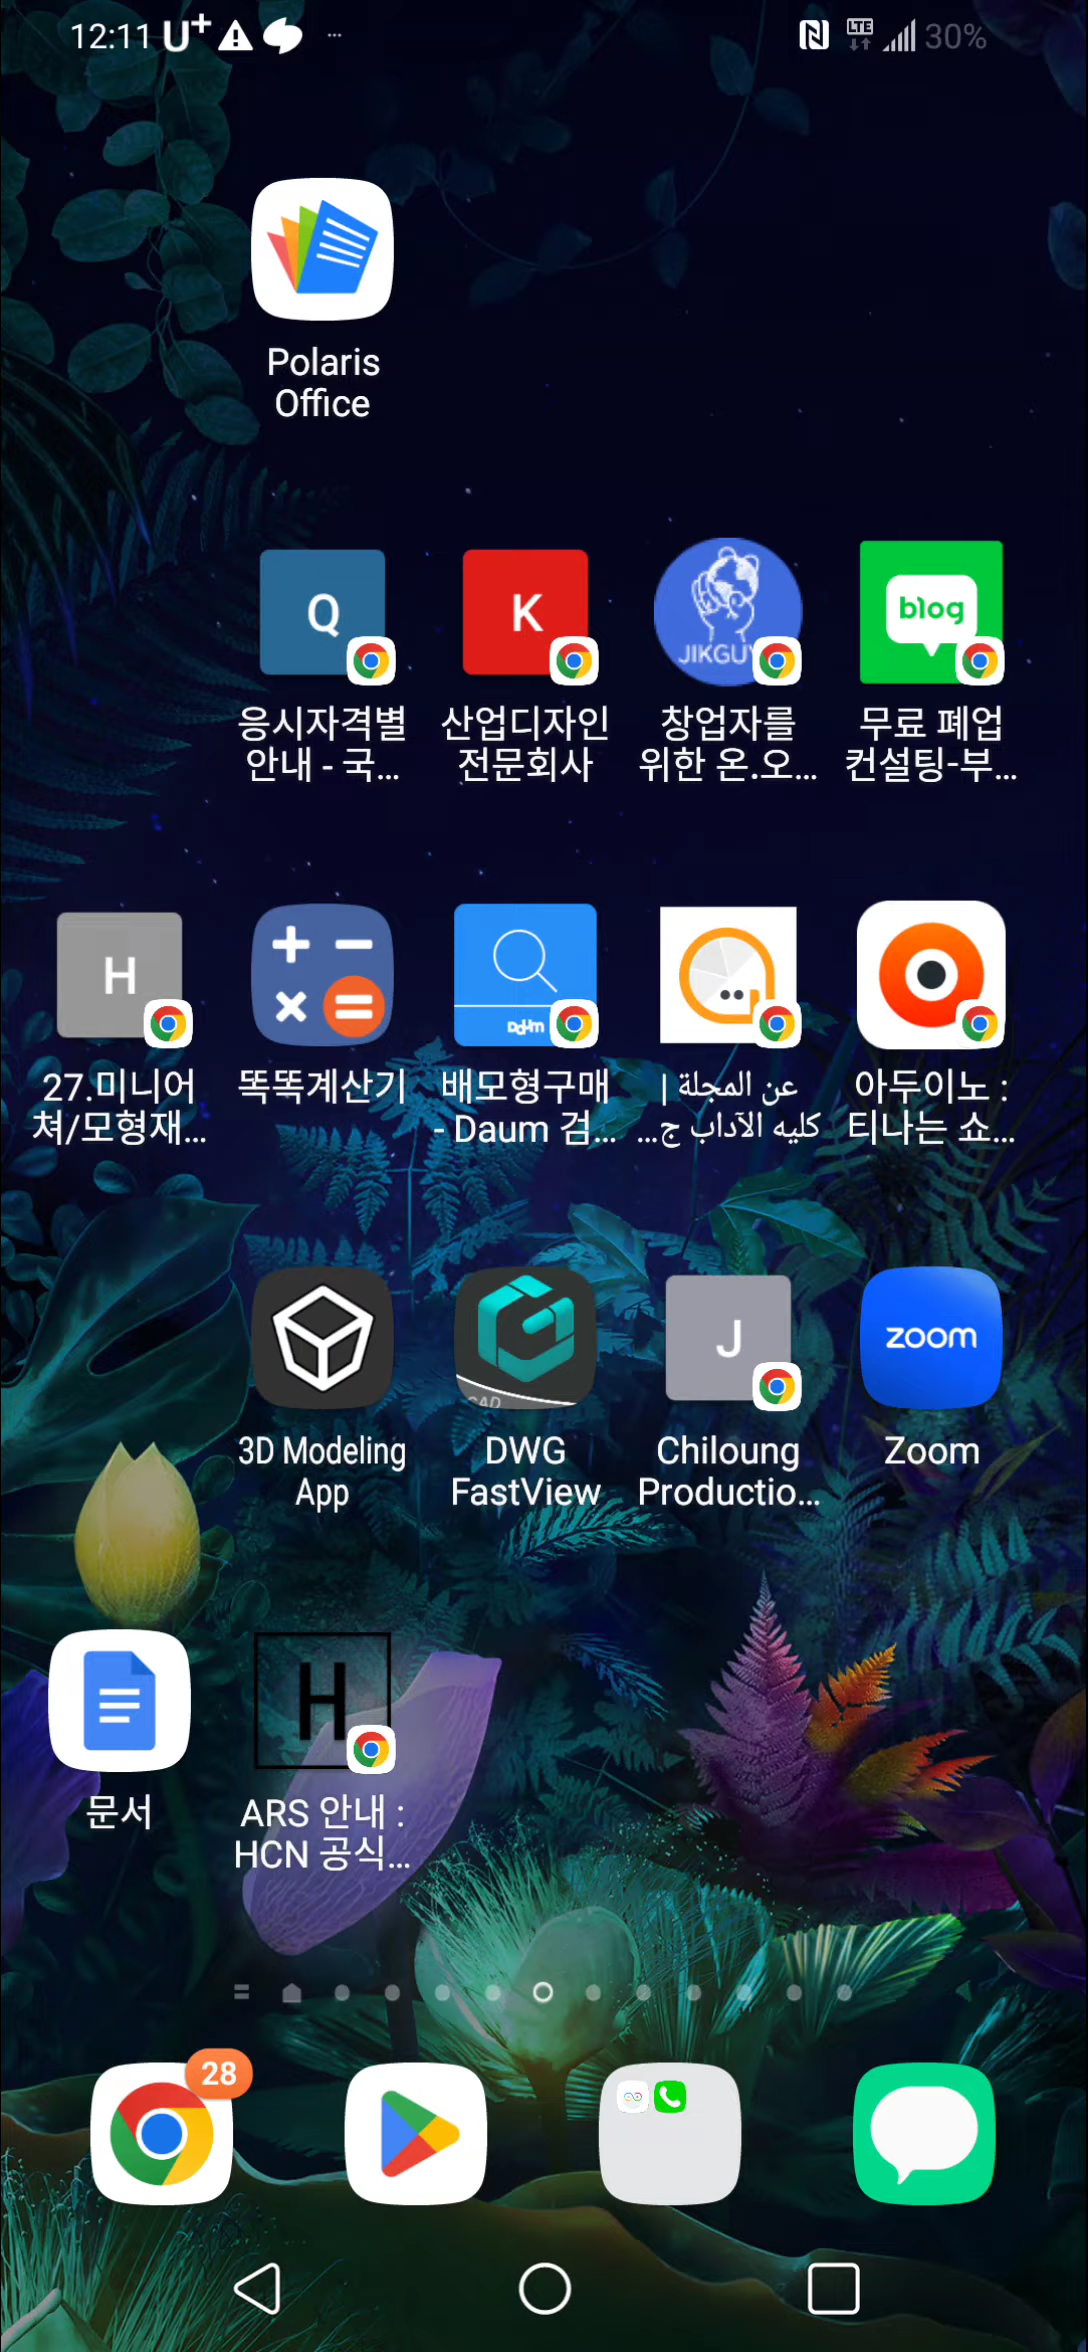 12:11 U+ 30%
Polaris
Office
Q
K
JIKGU
blog
응시자격별
안내 - 국...
산업디자인
전문회사
창업자를
위한 온.오...
무료 폐업
컨설팅-부...
H
Daum
27.미니어
쳐/모형재...
똑똑계산기
배모형구매
- Daum 검...
عن المجلة |
كليه الآداب ج...
아두이노 :
티나는 쇼...
CAD
J
zoom
3D Modeling
App
DWG
FastView
Chiloung
Productio...
Zoom
H
문서
ARS 안내 :
HCN 공식...
28